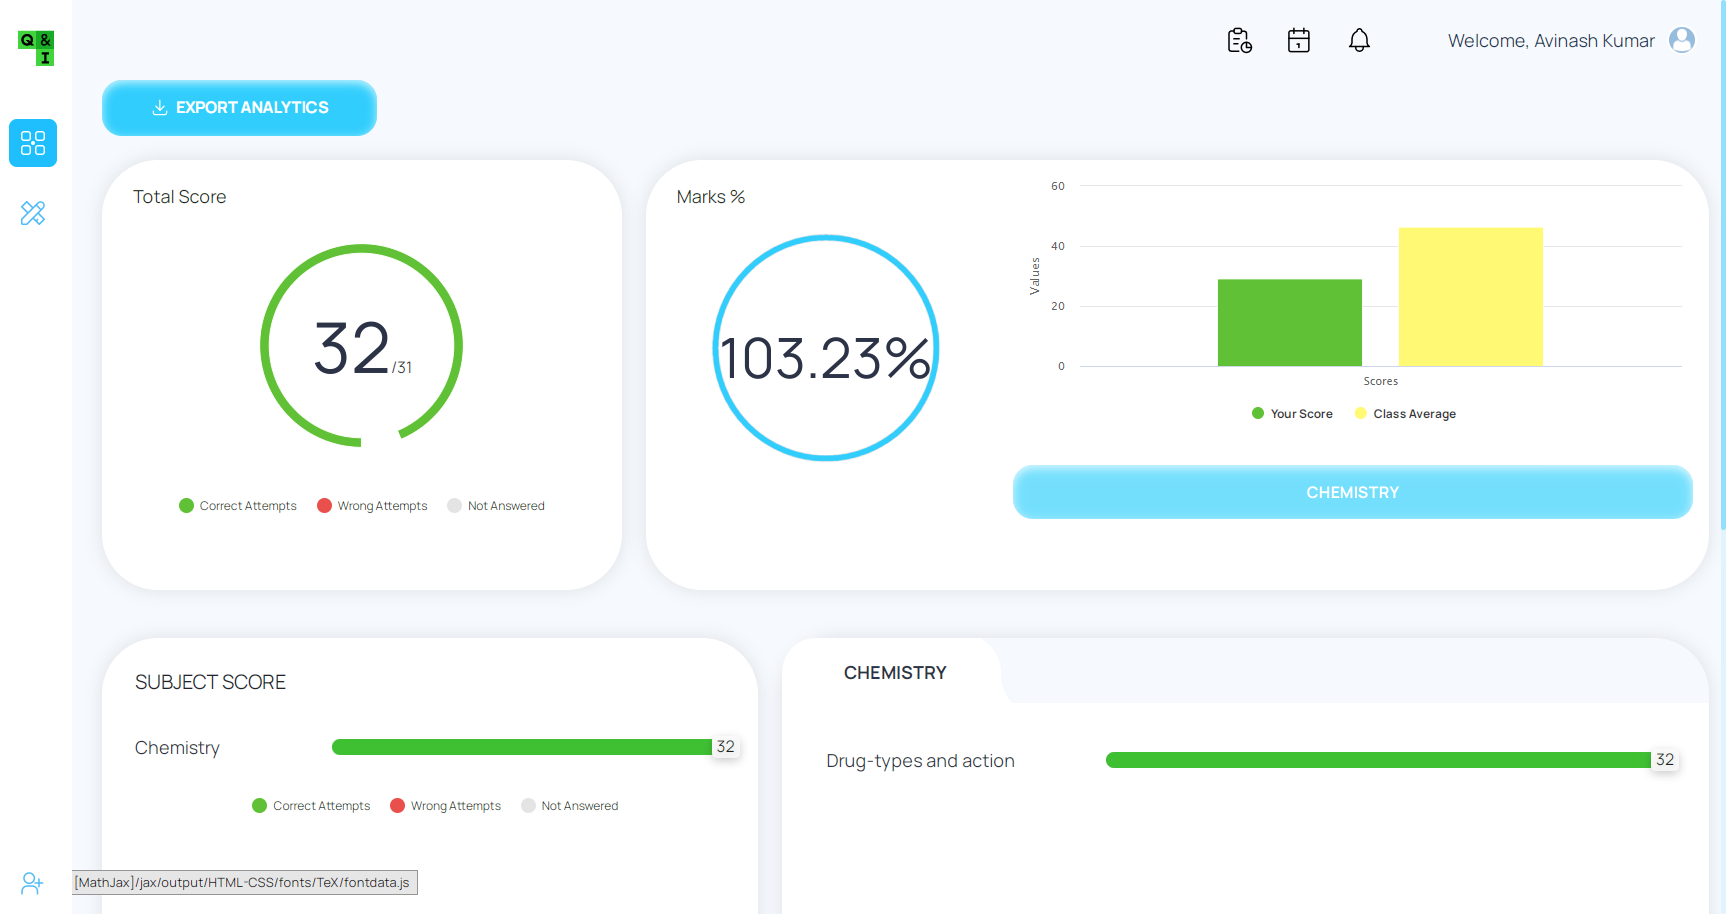 Q &
I
Welcome, Avinash Kumar
EXPORT ANALYTICS
Total Score
32/31
Correct Attempts
Wrong Attempts
Not Answered
Marks %
103.23%
60
40
20
0
Values
Scores
Your Score
Class Average
CHEMISTRY
SUBJECT SCORE
Chemistry
32
Correct Attempts
Wrong Attempts
Not Answered
CHEMISTRY
Drug-types and action
32
[MathJax]/jax/output/HTML-CSS/fonts/TeX/fontdata.js